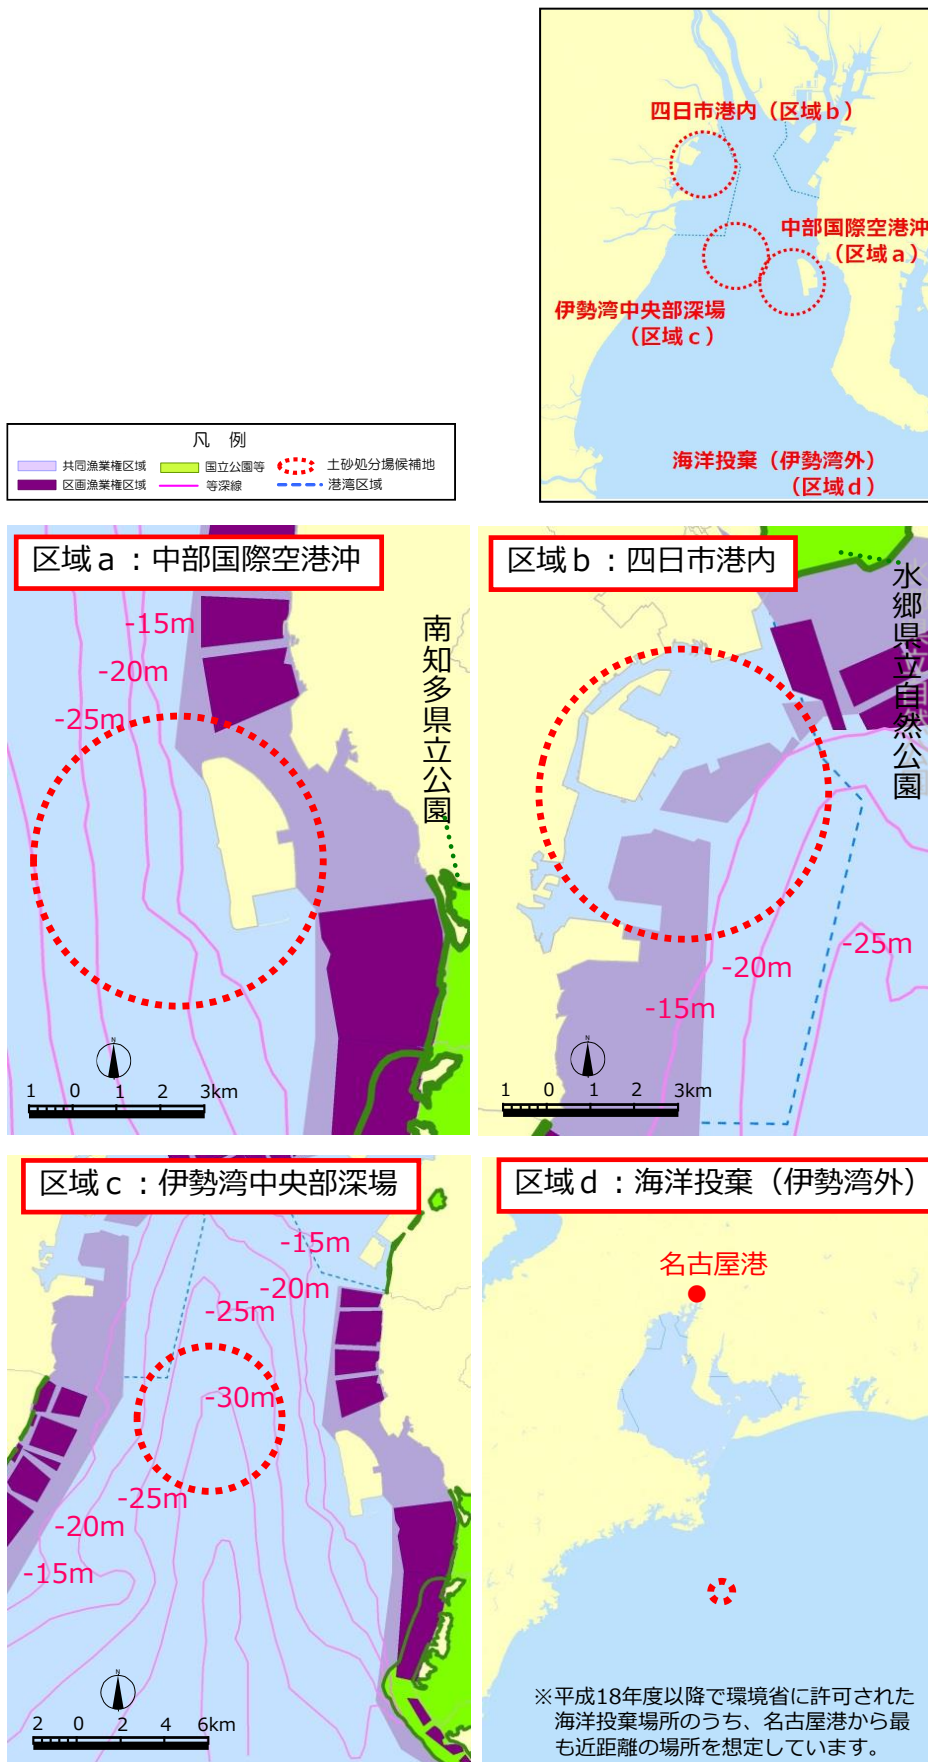 四日市港内（区域ｂ）
中部国際空港沖
（区域ａ）
伊勢湾中央部深場
（区域ｃ）
海洋投棄（伊勢湾外）
（区域ｄ）
凡　例
共同漁業権区域
国立公園等
土砂処分場候補地
区画漁業権区域
等深線
港湾区域
区域ａ：中部国際空港沖
-15m
-20m
-25m
南知多県立公園
N
1 0 1 2 3km
区域ｂ：四日市港内
水郷県立自然公園
-25m
-20m
-15m
N
1 0 1 2 3km
区域ｃ：伊勢湾中央部深場
-15m
-20m
-25m
-30m
-25m
-20m
-15m
N
2 0 2 4 6km
区域ｄ：海洋投棄（伊勢湾外）
名古屋港
※平成18年度以降で環境省に許可された
海洋投棄場所のうち、名古屋港から最
も近距離の場所を想定しています。